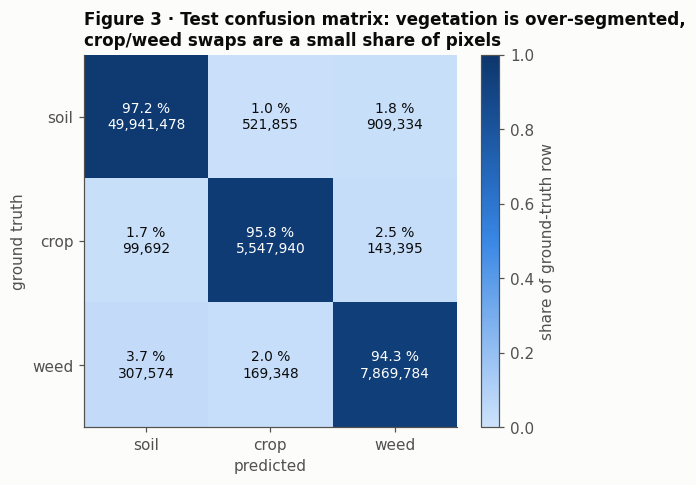 Figure 3 · Test confusion matrix: vegetation is over-segmented,
crop/weed swaps are a small share of pixels
ground truth
soil
97.2 %
49,941,478
1.0 %
521,855
1.8 %
909,334
crop
1.7 %
99,692
95.8 %
5,547,940
2.5 %
143,395
weed
3.7 %
307,574
2.0 %
169,348
94.3 %
7,869,784
soil
crop
weed
predicted
1.0
0.8
0.6
0.4
0.2
0.0
share of ground-truth row